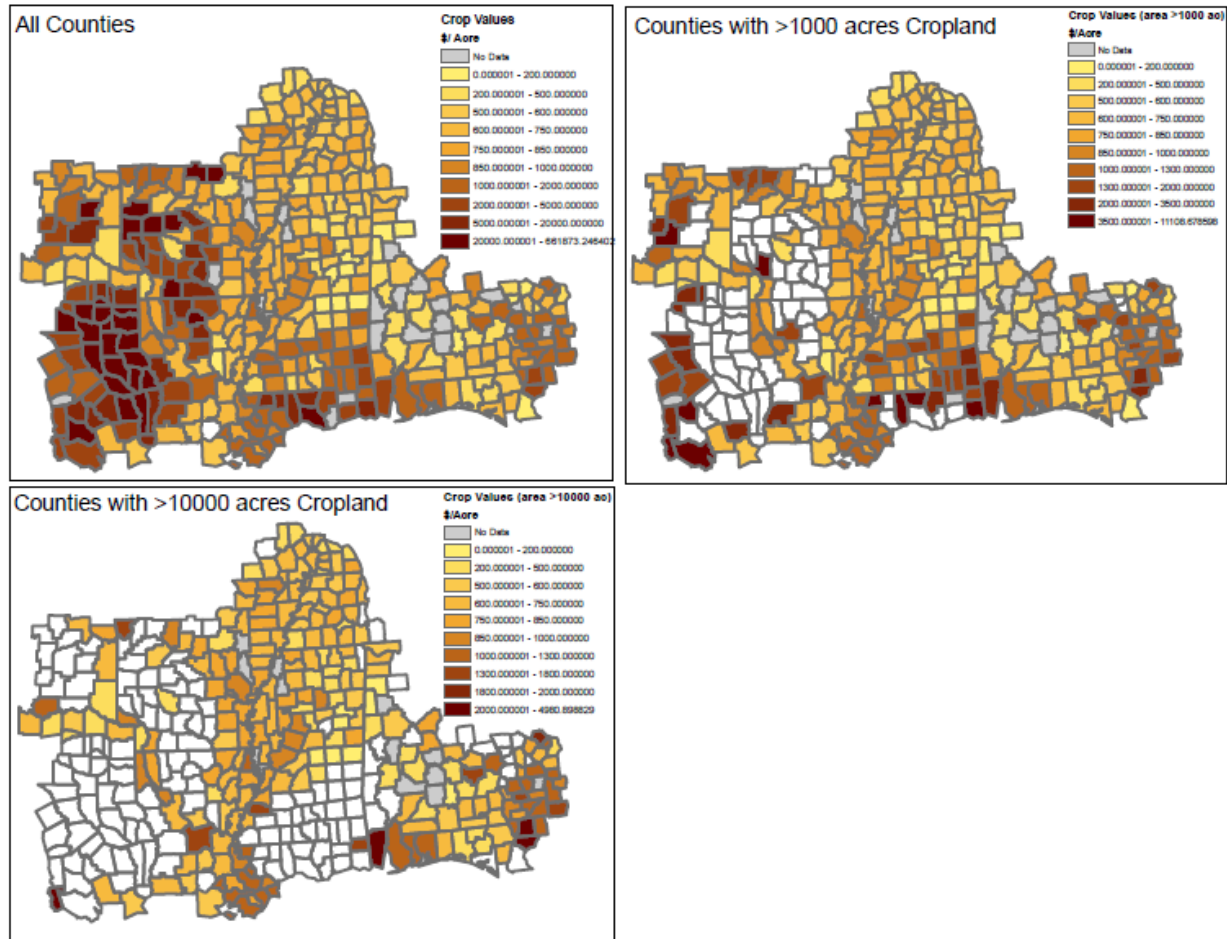 All Counties
Crop Values
$/ Acre
No Data
0.000001 - 200.000000
200.000001 - 500.000000
500.000001 - 600.000000
600.000001 - 750.000000
750.000001 - 850.000000
850.000001 - 1000.000000
1000.000001 - 2000.000000
2000.000001 - 5000.000000
5000.000001 - 20000.000000
20000.000001 - 661873.246402
Counties with >1000 acres Cropland
Crop Values (area >1000 ac)
$/Acre
No Data
0.000001 - 200.000000
200.000001 - 500.000000
500.000001 - 600.000000
600.000001 - 750.000000
750.000001 - 850.000000
850.000001 - 1000.000000
1000.000001 - 1300.000000
1300.000001 - 2000.000000
2000.000001 - 3500.000000
3500.000001 - 11108.678598
Counties with >10000 acres Cropland
Crop Values (area >10000 ac)
$/Acre
No Data
0.000001 - 200.000000
200.000001 - 500.000000
500.000001 - 600.000000
600.000001 - 750.000000
750.000001 - 850.000000
850.000001 - 1000.000000
1000.000001 - 1300.000000
1300.000001 - 1800.000000
1800.000001 - 2000.000000
2000.000001 - 4980.898829